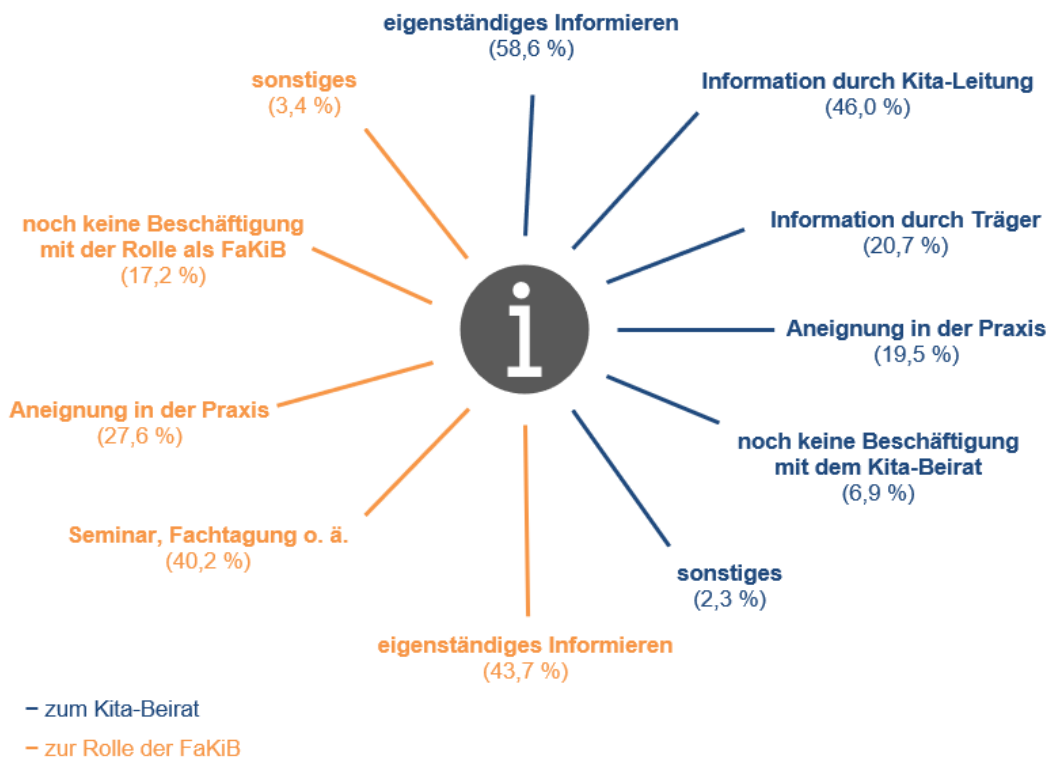 eigenständiges Informieren
(58,6 %)
Information durch Kita-Leitung
(46,0 %)
Information durch Träger
(20,7 %)
Aneignung in der Praxis
(19,5 %)
noch keine Beschäftigung
mit dem Kita-Beirat
(6,9 %)
sonstiges
(2,3 %)
eigenständiges Informieren
(43,7 %)
Seminar, Fachtagung o. ä.
(40,2 %)
Aneignung in der Praxis
(27,6 %)
noch keine Beschäftigung
mit der Rolle als FaKiB
(17,2 %)
sonstiges
(3,4 %)
i
– zum Kita-Beirat
– zur Rolle der FaKiB